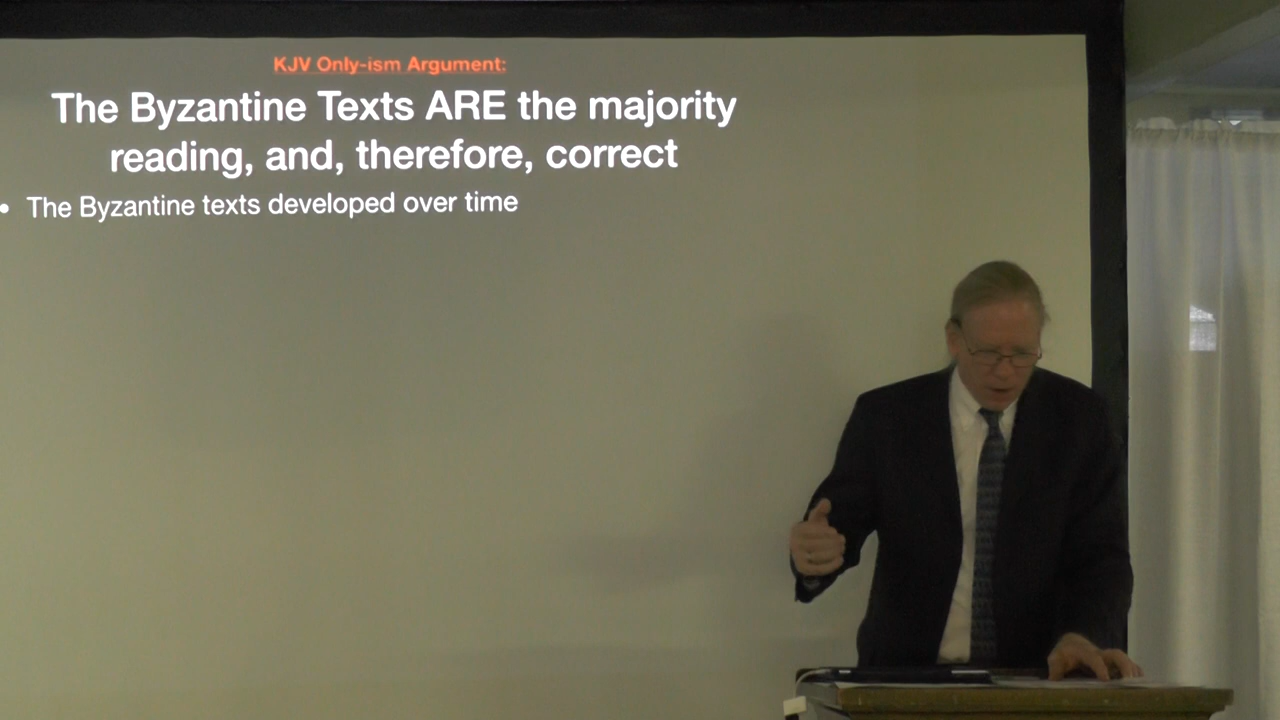 KJV Only-ism Argument:
The Byzantine Texts ARE the majority
reading, and, therefore, correct
• The Byzantine texts developed over time